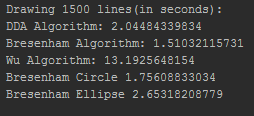 Drawing 1500 lines(in seconds):
DDA Algorithm: 2.04484339834
Bresenham Algorithm: 1.51032115731
Wu Algorithm: 13.1925648154
Bresenham Circle 1.75608833034
Bresenham Ellipse 2.65318208779